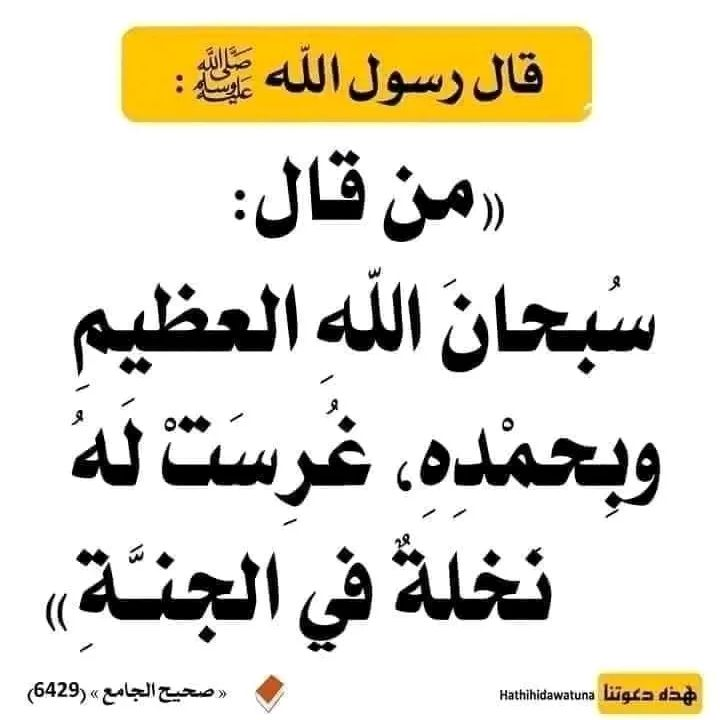 قال رسول الله ﷺ :
«من قال:
سُبحانَ اللّهِ العظيمِ
وبِحمْدِهِ، غُرِسَتْ لَهُ
نَخلةٌ في الجنَّـةِ»
« صحيح الجامع » (6429)
Hathihidawatuna هذه دعوتنا